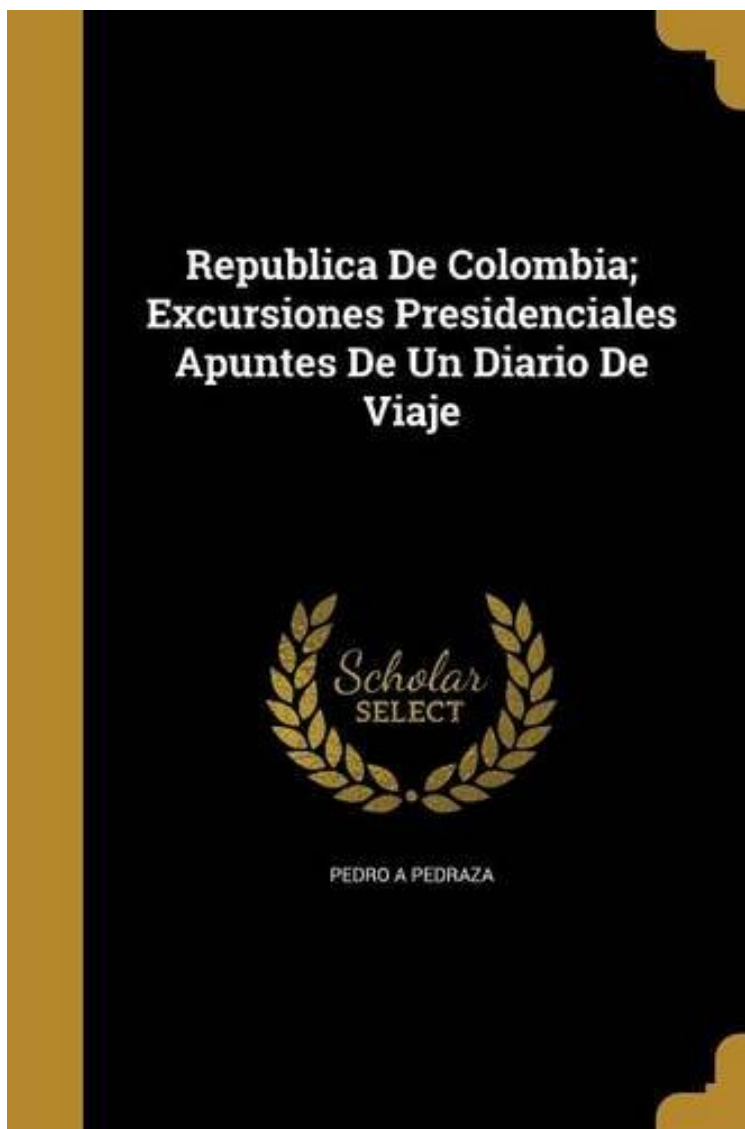 Republica De Colombia;
Excursiones Presidenciales
Apuntes De Un Diario De
Viaje
Scholar
SELECT
PEDRO A PEDRAZA